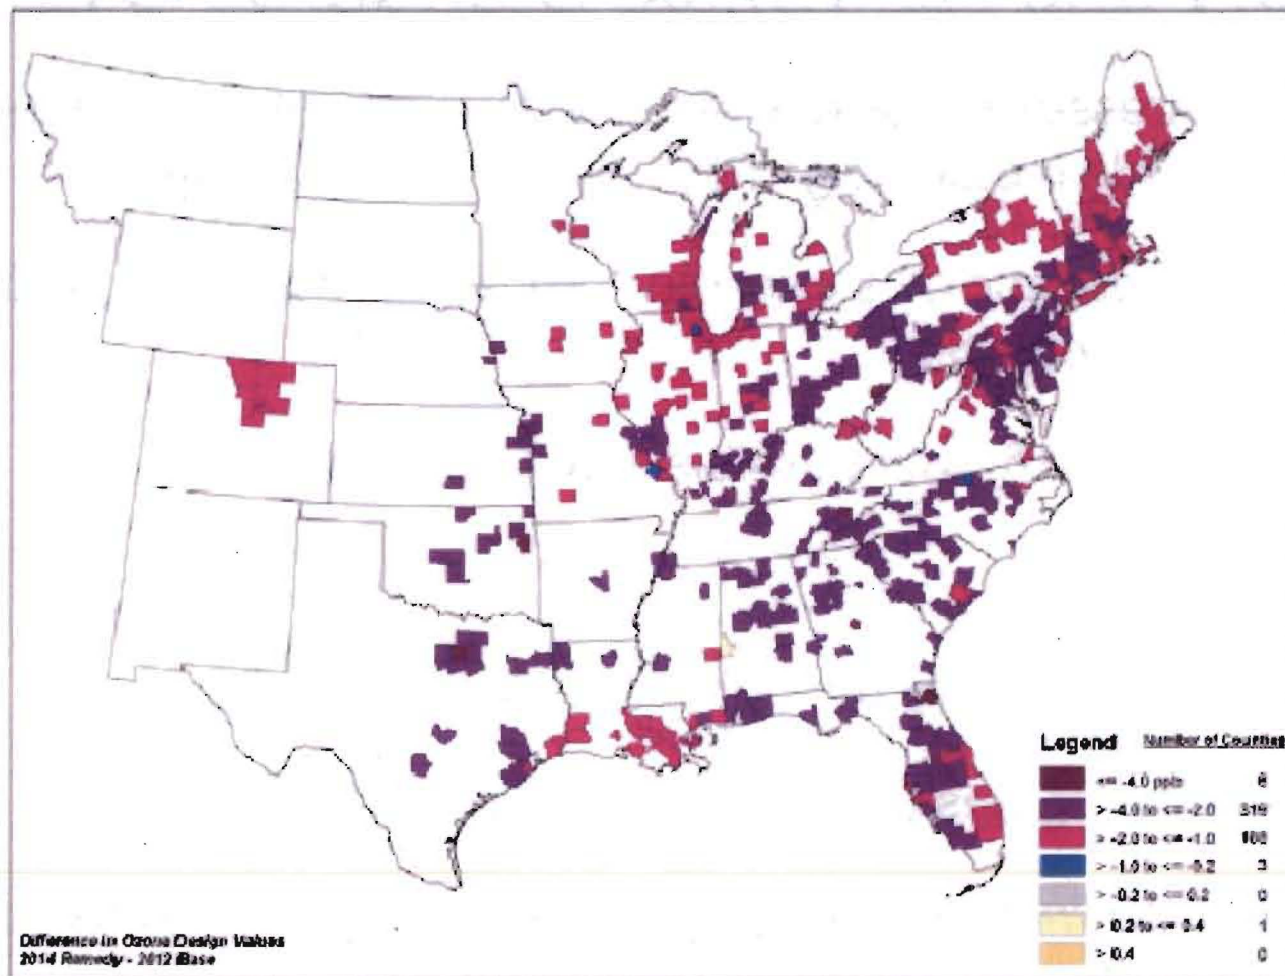 Legend Number of Counties
<= -4.0 ppb
> -4.0 to <= -2.0
> -2.0 to <= -1.0
> -1.0 to <= -0.2 3
> -0.2 to <= 0.2 0
> 0.2 to <= 0.4 1
> 0.4 0
Difference in Ozone Design Values
2014 Remedy - 2012 Base